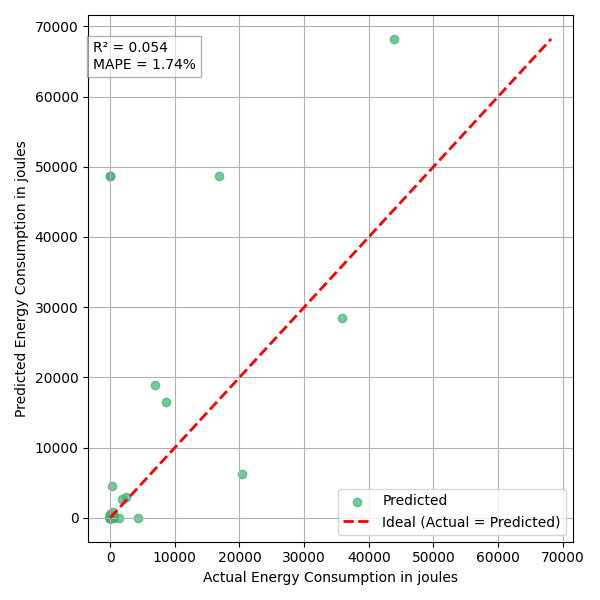 R² = 0.054
MAPE = 1.74%
70000
60000
50000
40000
30000
20000
10000
0
Predicted Energy Consumption in joules
Predicted
Ideal (Actual = Predicted)
0 10000 20000 30000 40000 50000 60000 70000
Actual Energy Consumption in joules